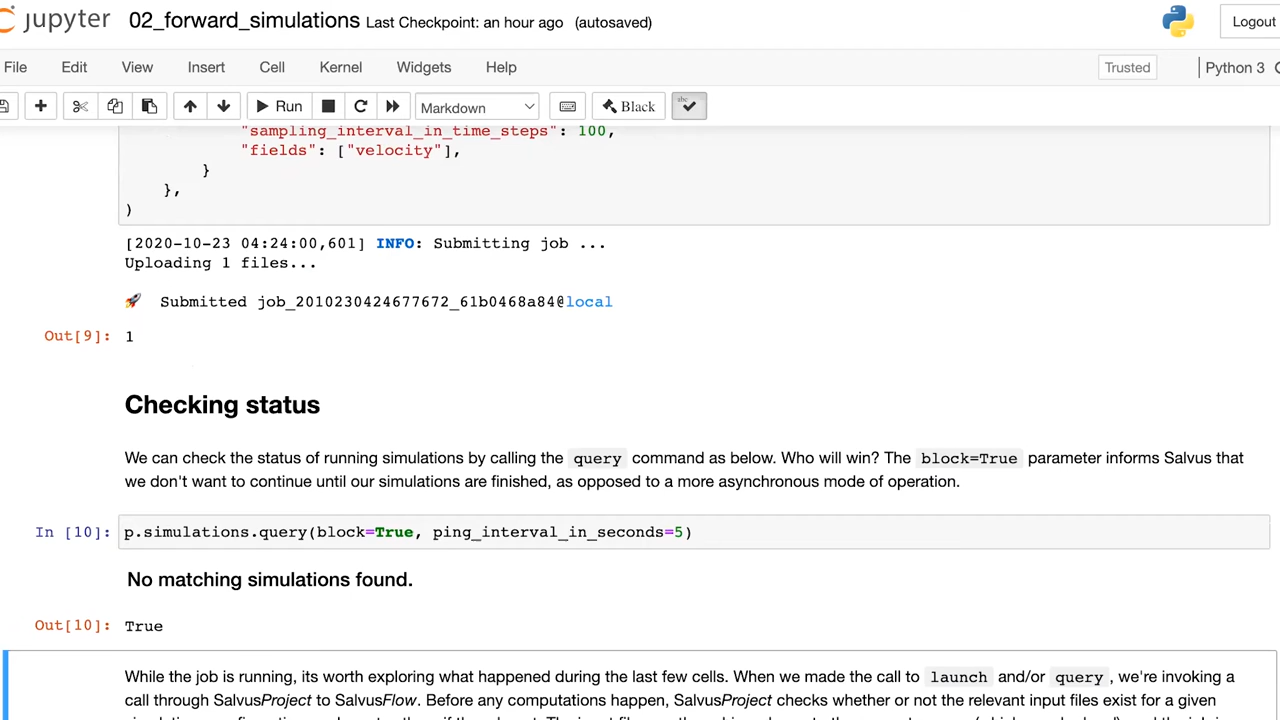 jupyter 02_forward_simulations Last Checkpoint: an hour ago (autosaved) Logout
File Edit View Insert Cell Kernel Widgets Help Trusted Python 3
Run Markdown Black
"sampling_interval_in_time_steps": 100,
"fields": ["velocity"],
}
},
)
[2020-10-23 04:24:00,601] INFO: Submitting job ...
Uploading 1 files...
🚀 Submitted job_2010230424677672_61b0468a84@local
Out[9]: 1
Checking status
We can check the status of running simulations by calling the query command as below. Who will win? The block=True parameter informs Salvus that
we don't want to continue until our simulations are finished, as opposed to a more asynchronous mode of operation.
In [10]: p.simulations.query(block=True, ping_interval_in_seconds=5)
No matching simulations found.
Out[10]: True
While the job is running, its worth exploring what happened during the last few cells. When we made the call to launch and/or query , we're invoking a
call through SalvusProject to SalvusFlow. Before any computations happen, SalvusProject checks whether or not the relevant input files exist for a given